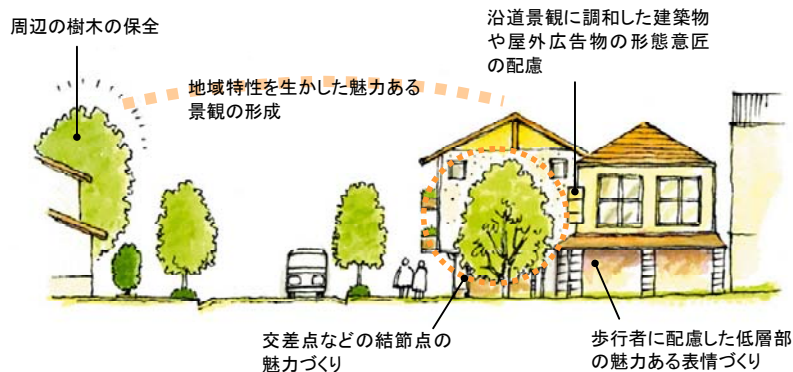 周辺の樹木の保全
沿道景観に調和した建築物
や屋外広告物の形態意匠
の配慮
地域特性を生かした魅力ある
景観の形成
交差点などの結節点の
魅力づくり
歩行者に配慮した低層部
の魅力ある表情づくり